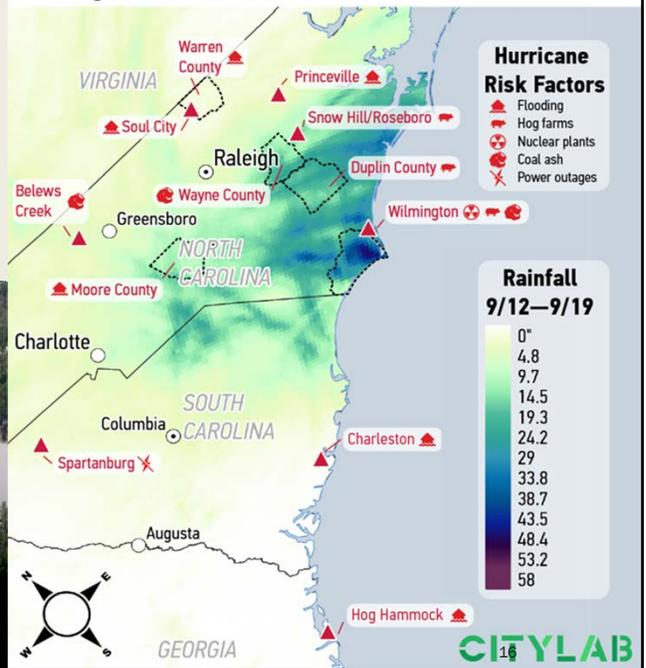 Warren
County
VIRGINIA
Princeville
Snow Hill/Roseboro
Soul City
Raleigh
Duplin County
Belews
Creek
Wayne County
Wilmington
Greensboro
NORTH
CAROLINA
Moore County
Charlotte
SOUTH
CAROLINA
Columbia
Charleston
Spartanburg
Augusta
N
E
W
S
Hog Hammock
GEORGIA
Hurricane
Risk Factors
Flooding
Hog farms
Nuclear plants
Coal ash
Power outages
Rainfall
9/12—9/19
0"
4.8
9.7
14.5
19.3
24.2
29
33.8
38.7
43.5
48.4
53.2
58
CITYLAB
16